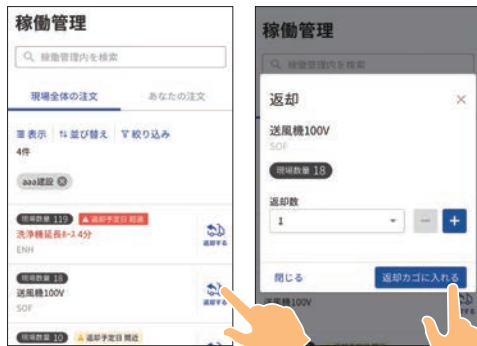 稼働管理
稼働管理内を検索
現場全体の注文
あなたの注文
表示 並び替え 絞り込み
4件
aaa建設
現場数量 119 返却予定日 超過
洗浄機延長ホース 4分
ENH
返却する
現場数量 18
送風機100V
SOF
返却する
現場数量 10 返却予定日 間近
稼働管理
稼働管理内を検索
返却
送風機100V
SOF
現場数量 18
返却数
1
閉じる
返却カゴに入れる
送風機100V